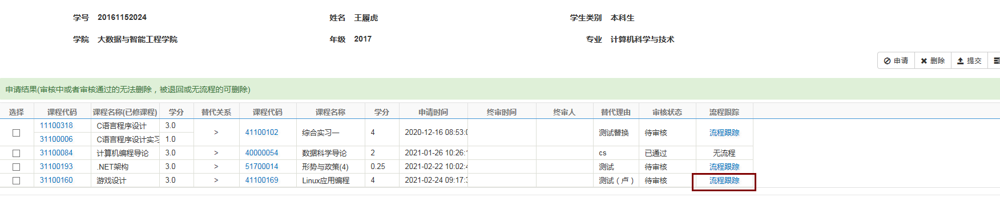 学号 20161152024 姓名 王履虎 学生类别 本科生
学院 大数据与智能工程学院 年级 2017 专业 计算机科学与技术
申请 删除 提交
申请结果(审核中或者审核通过的无法删除，被退回或无流程的可删除)
选择 课程代码 课程名称(已修课程) 学分 替代关系 课程代码 课程名称 学分 申请时间 终审时间 终审人 替代理由 审核状态 流程跟踪
11100318 C语言程序设计 3.0
> 41100102 综合实习一 4 2020-12-16 08:53:0 测试替换 待审核 流程跟踪
31100006 C语言程序设计实习 1.0
31100084 计算机编程导论 3.0 > 40000054 数据科学导论 2 2021-01-26 10:26:1 cs 已通过 无流程
31100193 .NET架构 3.0 > 51700014 形势与政策(4) 0.25 2021-02-22 10:02:4 测试 待审核 流程跟踪
31100160 游戏设计 3.0 > 41100169 Linux应用编程 4 2021-02-24 09:17:3 测试（卢） 待审核 流程跟踪